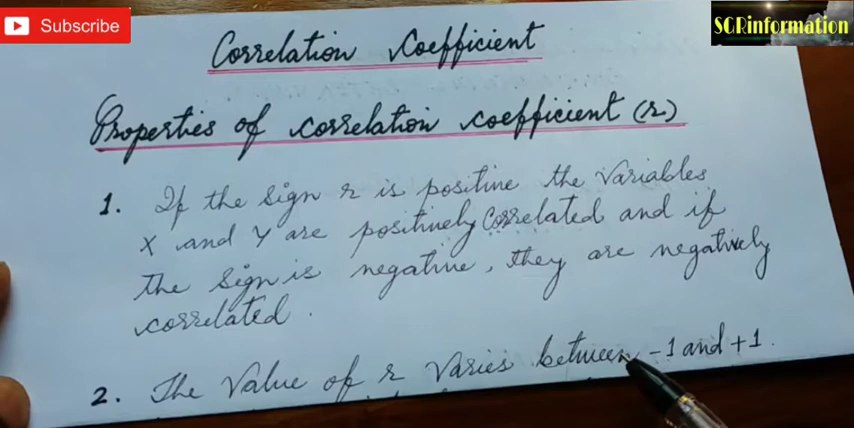 Subscribe
SCRinformation
Correlation Coefficient
Properties of correlation coefficient (r)
1. If the Sign r is positive the Variables
X and Y are positively Correlated and if
the Sign is negative, they are negatively
correlated.
2. The Value of r Varies between -1 and +1.